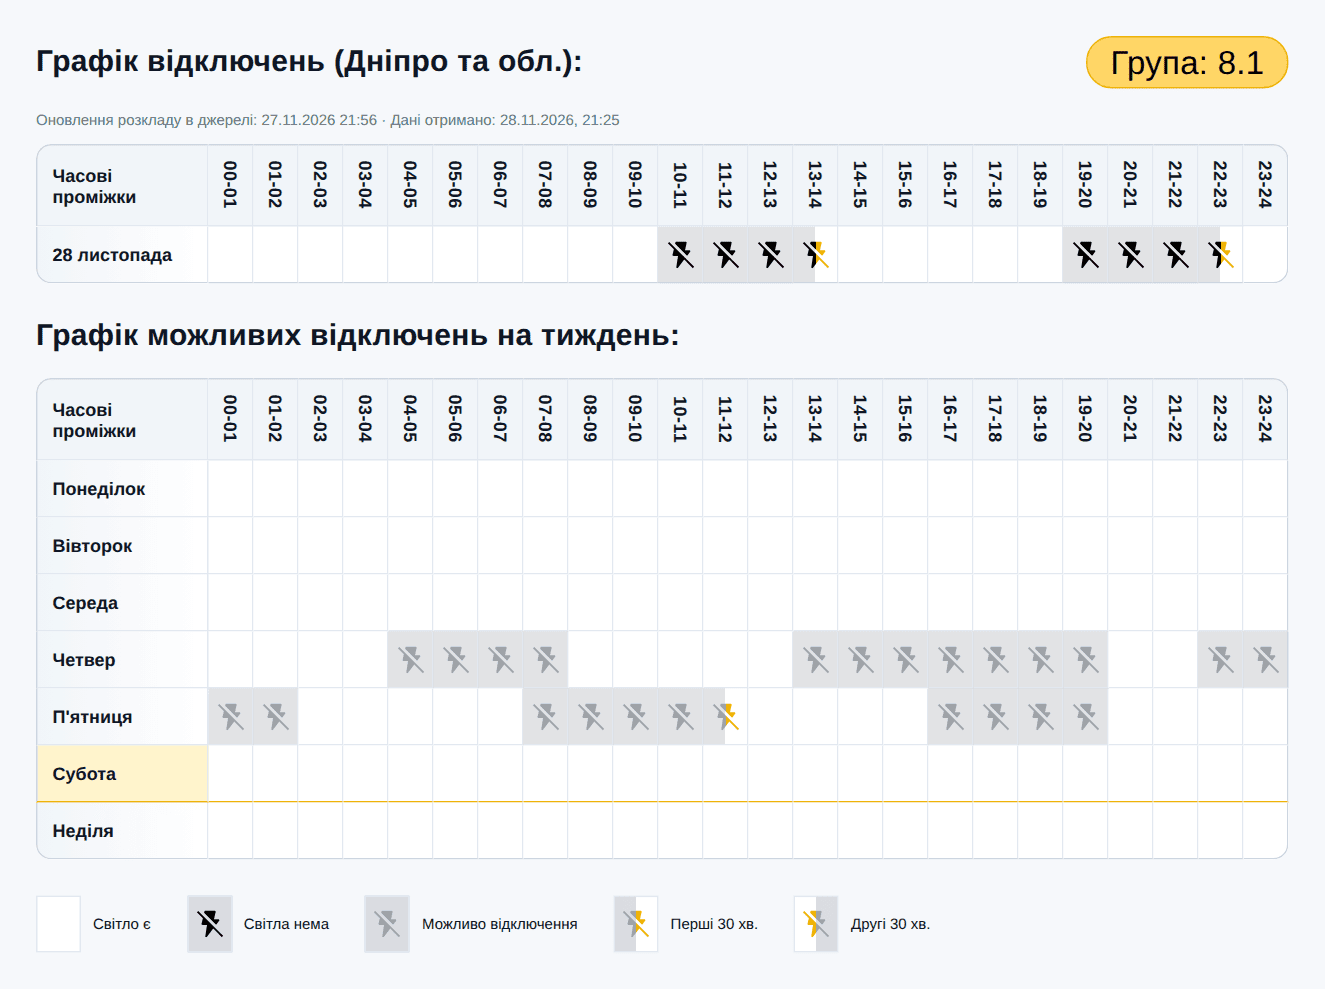 Графік відключень (Дніпро та обл.):
Група: 8.1
Оновлення розкладу в джерелі: 27.11.2026 21:56 · Дані отримано: 28.11.2026, 21:25
Часові
проміжки
00-01 01-02 02-03 03-04 04-05 05-06 06-07 07-08 08-09 09-10 10-11 11-12 12-13 13-14 14-15 15-16 16-17 17-18 18-19 19-20 20-21 21-22 22-23 23-24
28 листопада
Графік можливих відключень на тиждень:
Часові
проміжки
00-01 01-02 02-03 03-04 04-05 05-06 06-07 07-08 08-09 09-10 10-11 11-12 12-13 13-14 14-15 15-16 16-17 17-18 18-19 19-20 20-21 21-22 22-23 23-24
Понеділок
Вівторок
Середа
Четвер
П'ятниця
Субота
Неділя
Світло є Світла нема Можливо відключення Перші 30 хв. Другі 30 хв.